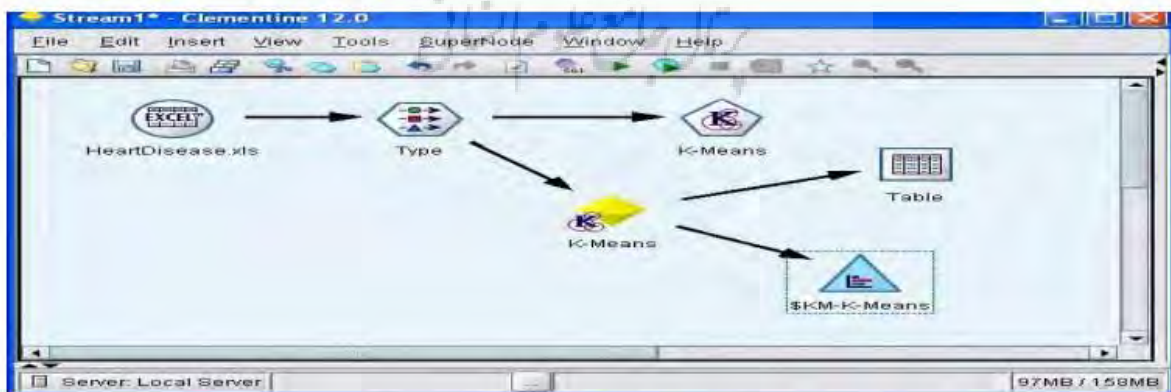 Stream1* - Clementine 12.0
File Edit Insert View Tools SuperNode Window Help
EXCEL
HeartDisease.xls
Type
K-Means
Table
K-Means
$KM-K-Means
Server: Local Server
97MB / 158MB